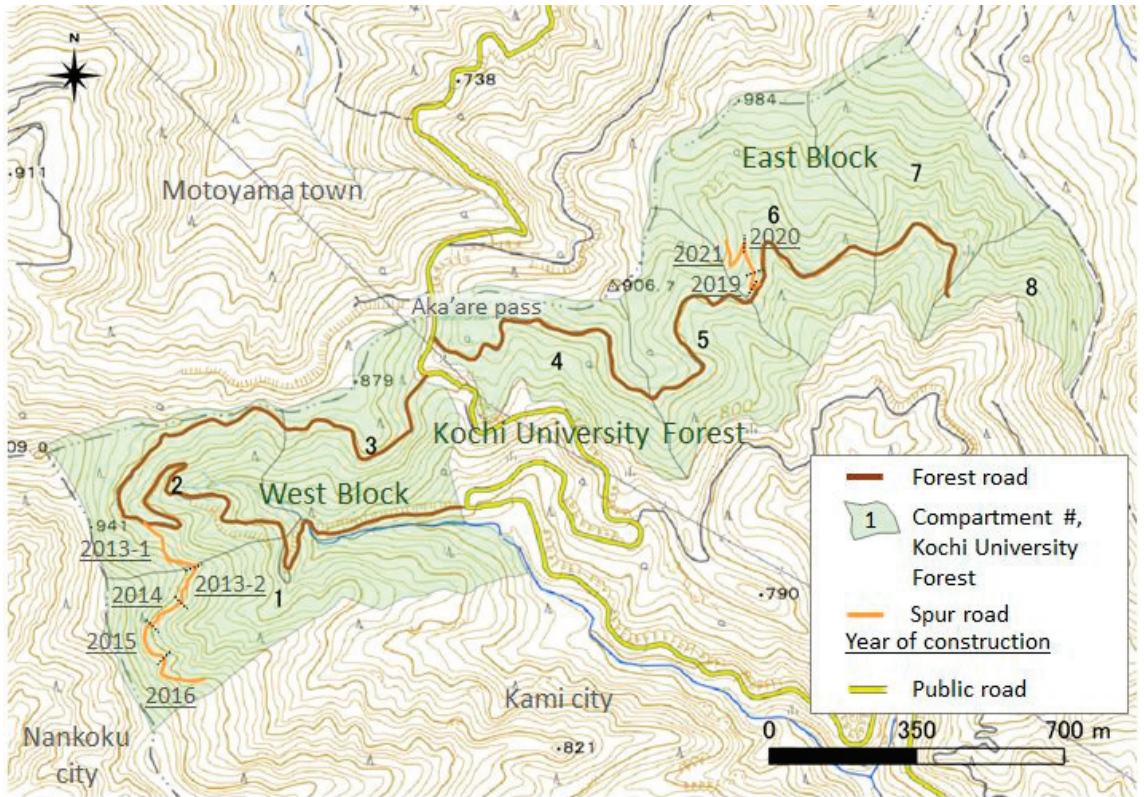 N
738
984
911
East Block
7
Motoyama town
6
2020
2021
2019
906.7
8
Aka'are pass
5
4
879
800
3
Kochi University Forest
09.0
2
West Block
941
2013-1
2013-2
1
2014
790
2015
2016
Kami city
821
Nankoku
city
Forest road
1
Compartment #,
Kochi University
Forest
Spur road
Year of construction
Public road
0 350 700 m